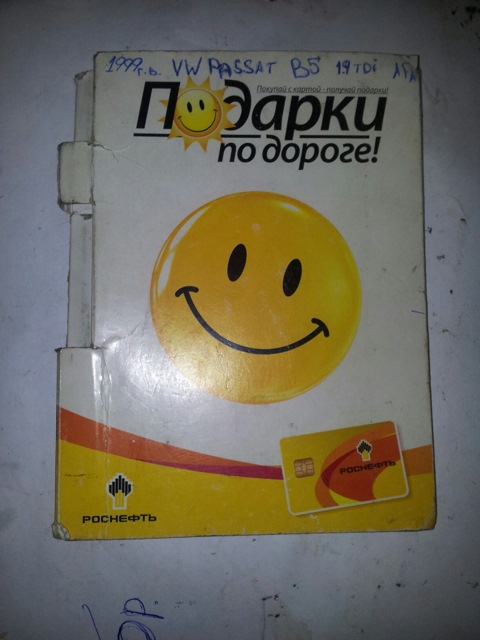 1999 г.в. VW PASSAT B5 1.9 TDi
Покупай с картой - получай подарки!
Подарки
по дороге!
РОСНЕФТЬ
РОСНЕФТЬ